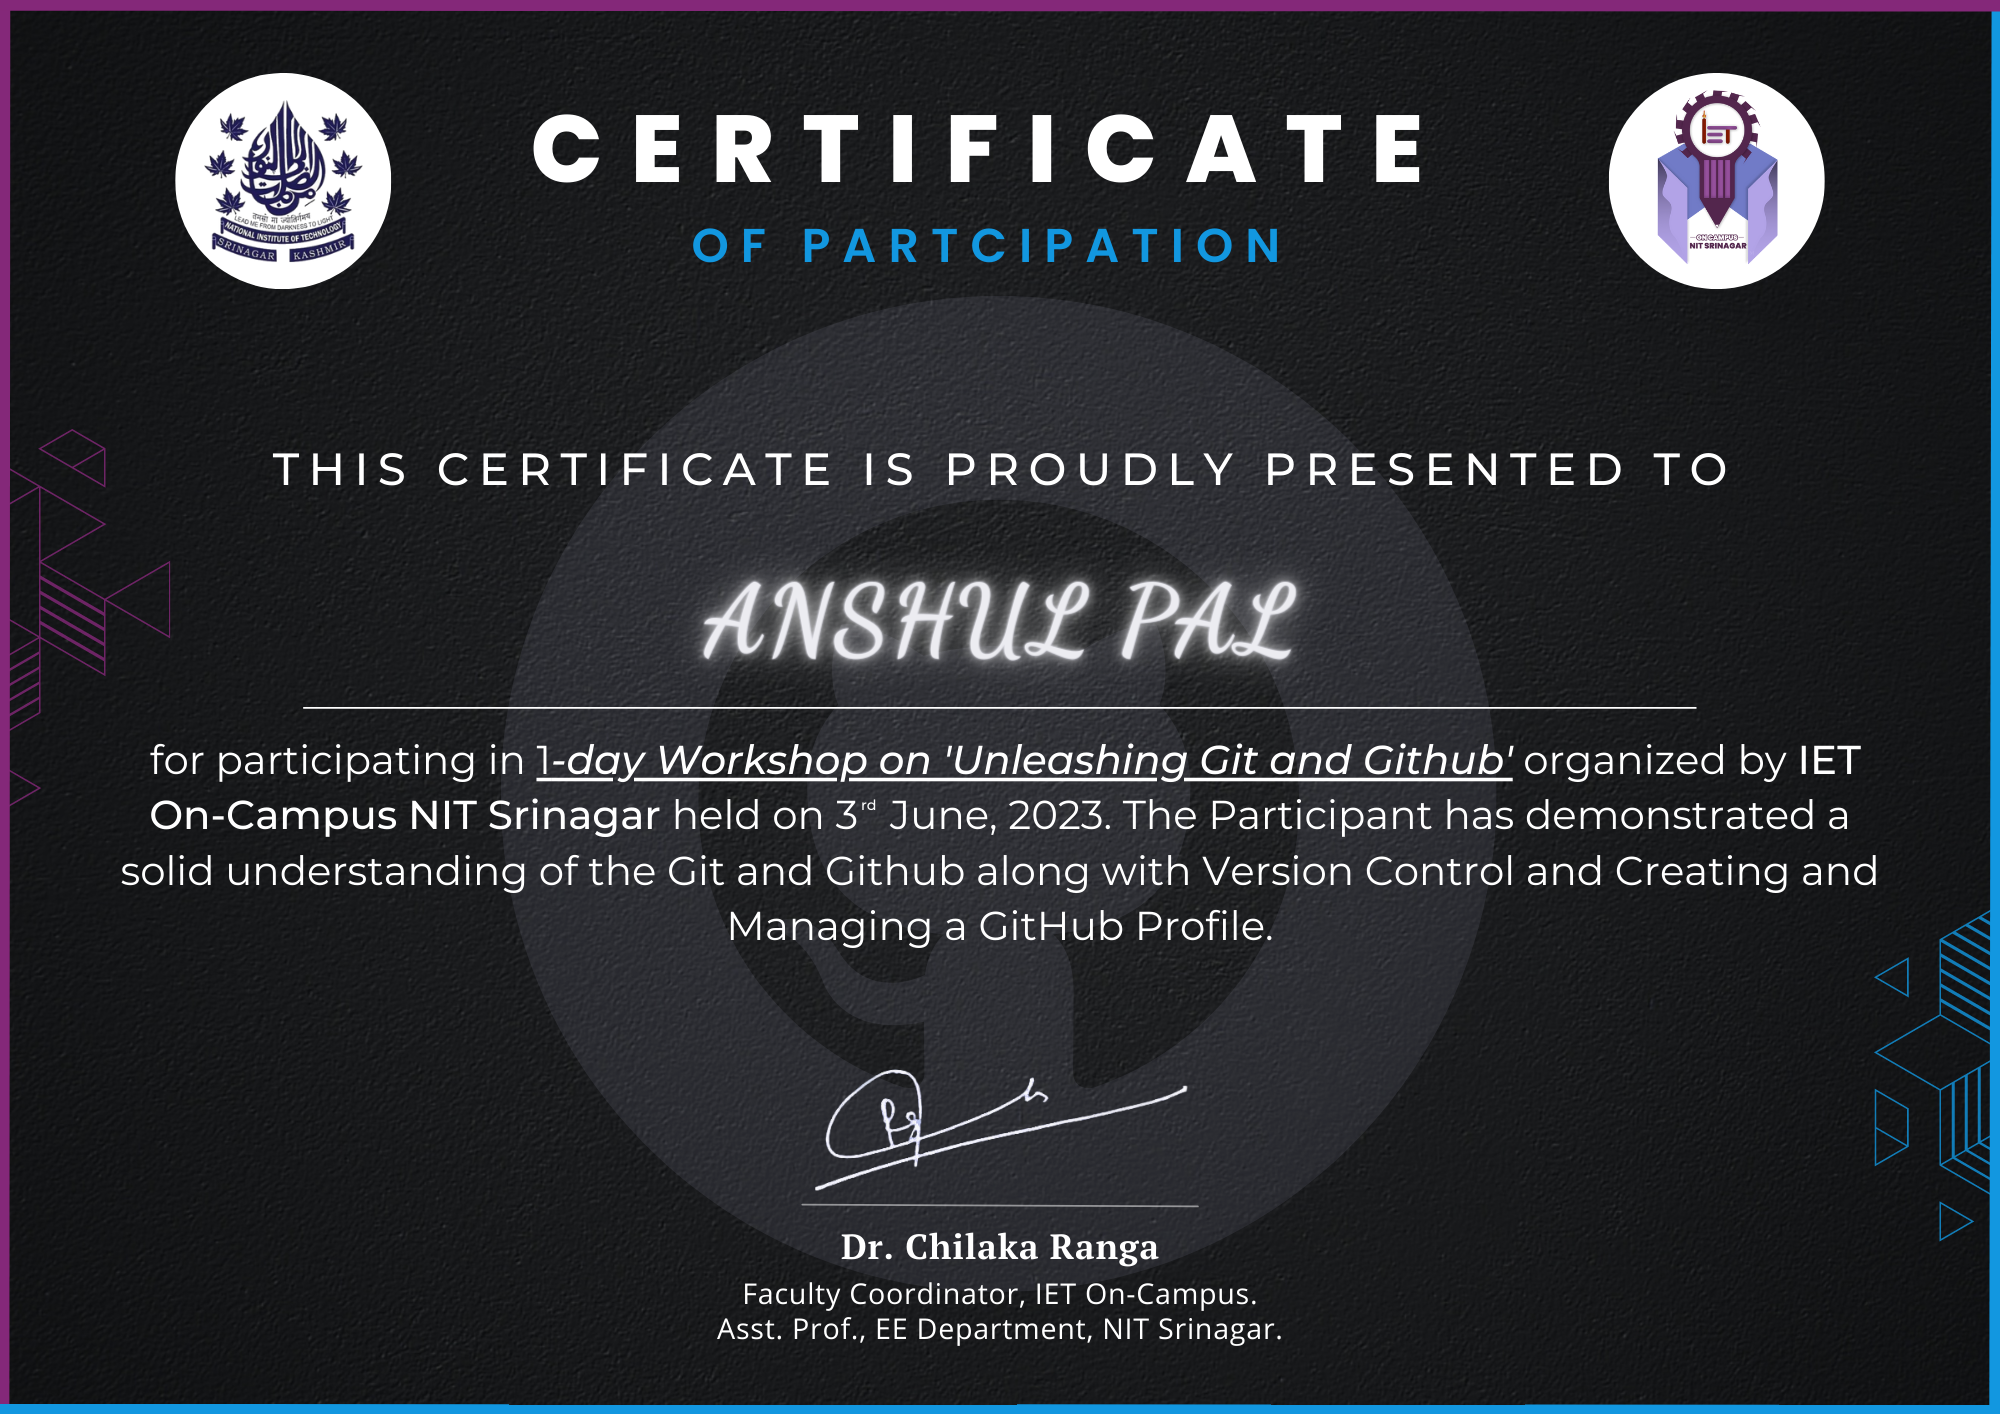 CERTIFICATE
OF PARTCIPATION
तमसो मा ज्योतिर्गमय
LEAD ME FROM DARKNESS TO LIGHT
NATIONAL INSTITUTE OF TECHNOLOGY
SRINAGAR KASHMIR
IET
ON CAMPUS
NIT SRINAGAR
THIS CERTIFICATE IS PROUDLY PRESENTED TO
ANSHUL PAL
for participating in 1-day Workshop on 'Unleashing Git and Github' organized by IET
On-Campus NIT Srinagar held on 3rd June, 2023. The Participant has demonstrated a
solid understanding of the Git and Github along with Version Control and Creating and
Managing a GitHub Profile.
Dr. Chilaka Ranga
Faculty Coordinator, IET On-Campus.
Asst. Prof., EE Department, NIT Srinagar.